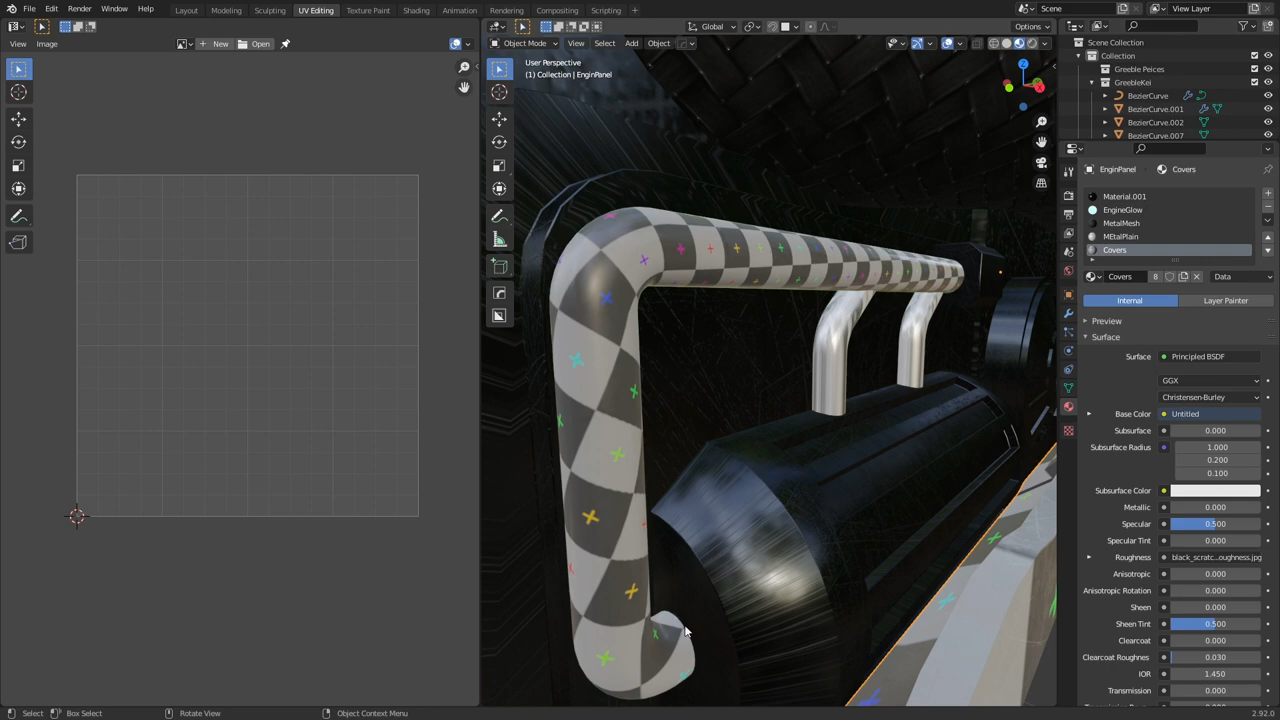 File Edit Render Window Help Layout Modeling Sculpting UV Editing Texture Paint Shading Animation Rendering Compositing Scripting + Scene View Layer
View Image New Open
Global Options
Object Mode View Select Add Object
User Perspective
(1) Collection | EnginPanel
Z
Scene Collection
Collection
Greeble Peices
GreebleKei
BezierCurve
BezierCurve.001
BezierCurve.002
BezierCurve.007
EnginPanel Covers
Material.001
EngineGlow
MetalMesh
MEtalPlain
Covers
Covers 8 Data
Internal Layer Painter
Preview
Surface
Surface Principled BSDF
GGX
Christensen-Burley
Base Color Untitled
Subsurface 0.000
Subsurface Radius 1.000
0.200
0.100
Subsurface Color
Metallic 0.000
Specular 0.500
Specular Tint 0.000
Roughness black_scratc...oughness.jpg
Anisotropic 0.000
Anisotropic Rotation 0.000
Sheen 0.000
Sheen Tint 0.500
Clearcoat 0.000
Clearcoat Roughnes 0.030
IOR 1.450
Transmission 0.000
Select Box Select Rotate View Object Context Menu 2.92.0